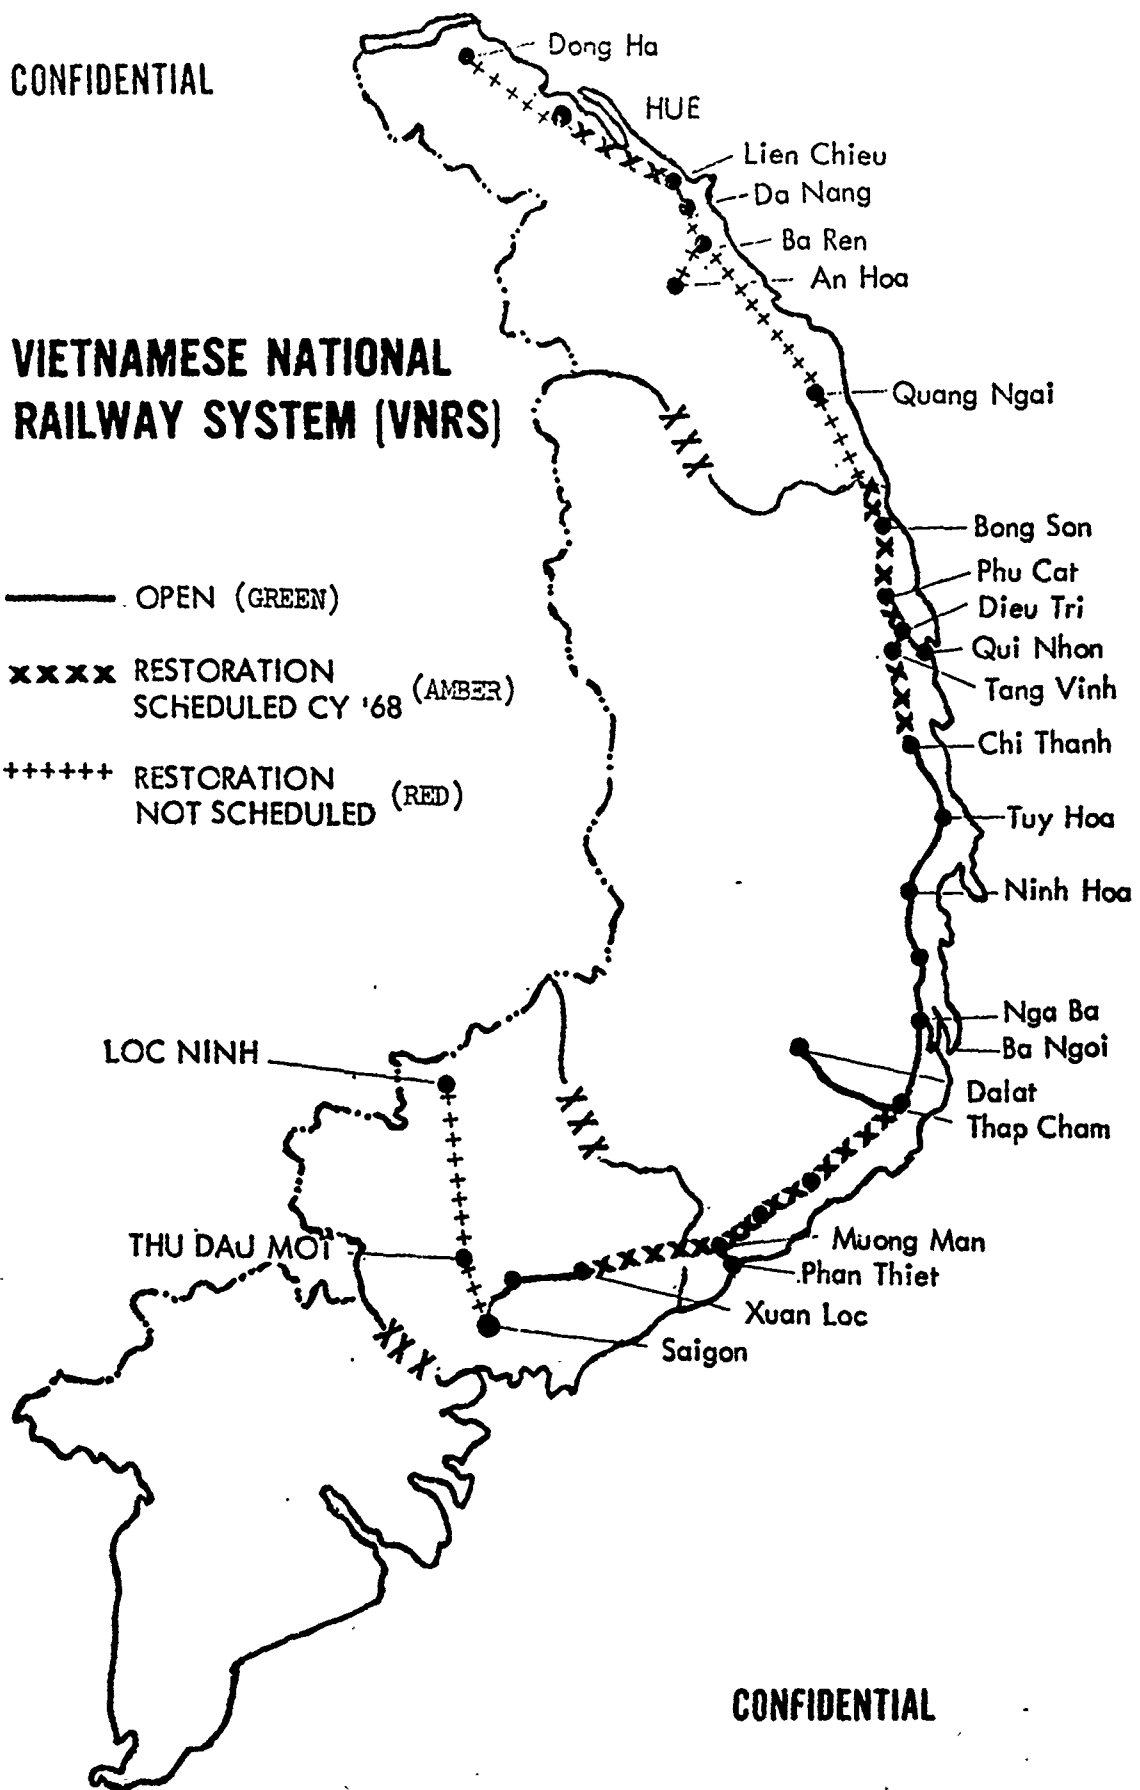 CONFIDENTIAL
Dong Ha
HUE
Lien Chieu
Da Nang
Ba Ren
An Hoa
VIETNAMESE NATIONAL
RAILWAY SYSTEM (VNRS)
Quang Ngai
Bong Son
Phu Cat
Dieu Tri
Qui Nhon
Tang Vinh
Chi Thanh
Tuy Hoa
Ninh Hoa
OPEN (GREEN)
XXXX RESTORATION
SCHEDULED CY '68 (AMBER)
++++++ RESTORATION
NOT SCHEDULED (RED)
XXX
Nga Ba
Ba Ngoi
LOC NINH
Dalat
Thap Cham
XXX
THU DAU MOT
Muong Man
Phan Thiet
Xuan Loc
Saigon
XXX
CONFIDENTIAL